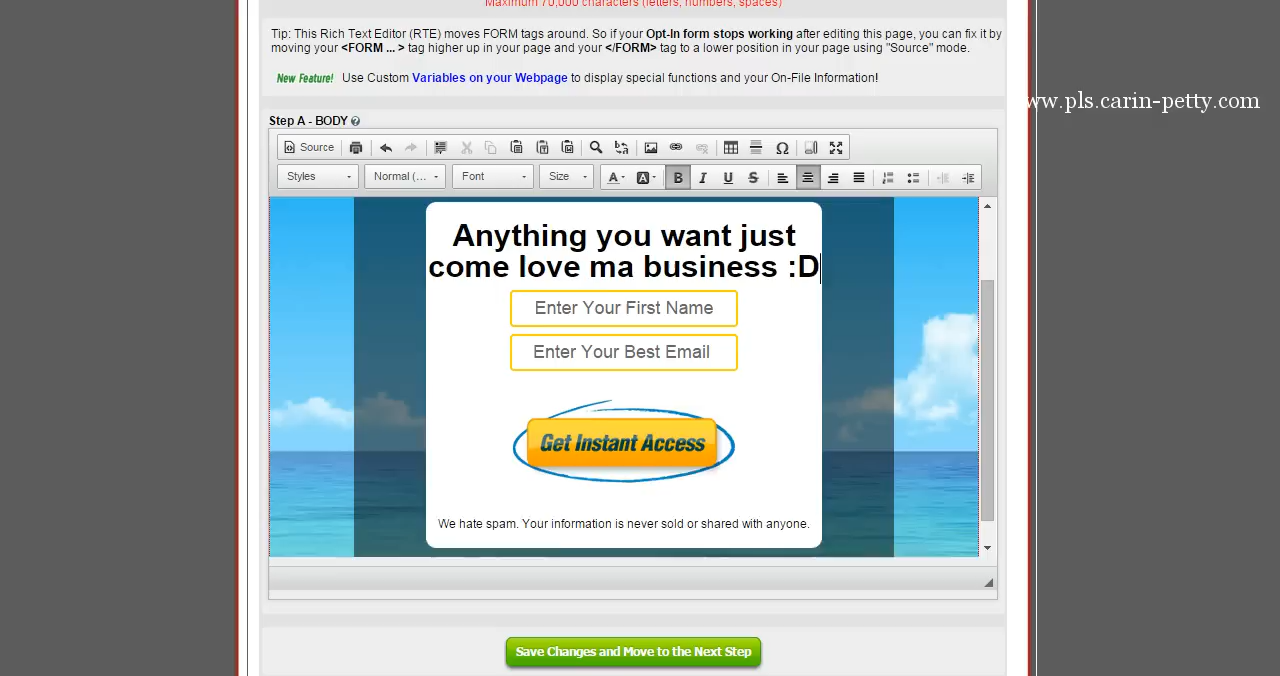 Maximum 70,000 characters (letters, numbers, spaces)
Tip: This Rich Text Editor (RTE) moves FORM tags around. So if your Opt-In form stops working after editing this page, you can fix it by
moving your <FORM ... > tag higher up in your page and your </FORM> tag to a lower position in your page using "Source" mode.
New Feature! Use Custom Variables on your Webpage to display special functions and your On-File Information!
ww.pls.carin-petty.com
Step A - BODY
Source
Styles Normal (... Font Size A A B I U S
Anything you want just
come love ma business :D
Enter Your First Name
Enter Your Best Email
Get Instant Access
We hate spam. Your information is never sold or shared with anyone.
Save Changes and Move to the Next Step